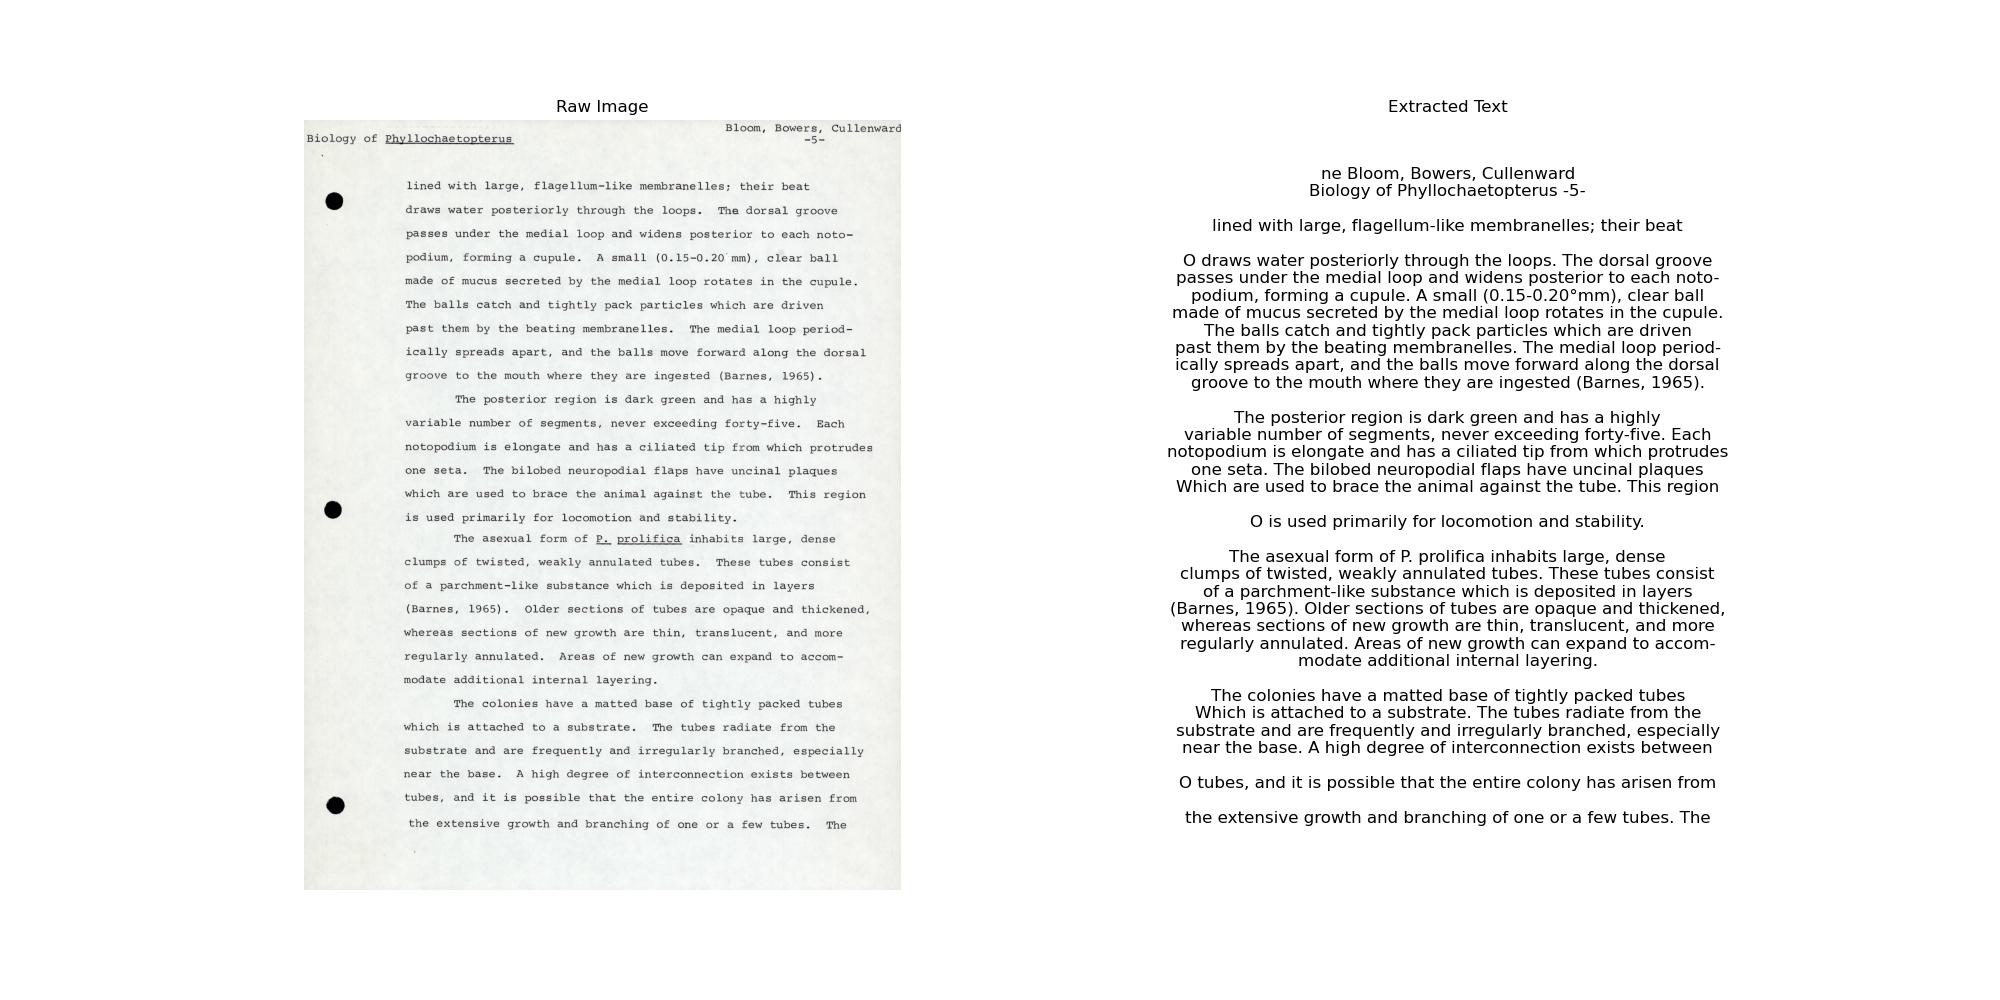 Raw Image
Bloom, Bowers, Cullenward
Biology of Phyllochaetopterus -5-
lined with large, flagellum-like membranelles; their beat
draws water posteriorly through the loops. The dorsal groove
passes under the medial loop and widens posterior to each noto-
podium, forming a cupule. A small (0.15-0.20 mm), clear ball
made of mucus secreted by the medial loop rotates in the cupule.
The balls catch and tightly pack particles which are driven
past them by the beating membranelles. The medial loop period-
ically spreads apart, and the balls move forward along the dorsal
groove to the mouth where they are ingested (Barnes, 1965).
The posterior region is dark green and has a highly
variable number of segments, never exceeding forty-five. Each
notopodium is elongate and has a ciliated tip from which protrudes
one seta. The bilobed neuropodial flaps have uncinal plaques
which are used to brace the animal against the tube. This region
is used primarily for locomotion and stability.
The asexual form of P. prolifica inhabits large, dense
clumps of twisted, weakly annulated tubes. These tubes consist
of a parchment-like substance which is deposited in layers
(Barnes, 1965). Older sections of tubes are opaque and thickened,
whereas sections of new growth are thin, translucent, and more
regularly annulated. Areas of new growth can expand to accom-
modate additional internal layering.
The colonies have a matted base of tightly packed tubes
which is attached to a substrate. The tubes radiate from the
substrate and are frequently and irregularly branched, especially
near the base. A high degree of interconnection exists between
tubes, and it is possible that the entire colony has arisen from
the extensive growth and branching of one or a few tubes. The
Extracted Text
ne Bloom, Bowers, Cullenward
Biology of Phyllochaetopterus -5-
lined with large, flagellum-like membranelles; their beat
O draws water posteriorly through the loops. The dorsal groove
passes under the medial loop and widens posterior to each noto-
podium, forming a cupule. A small (0.15-0.20°mm), clear ball
made of mucus secreted by the medial loop rotates in the cupule.
The balls catch and tightly pack particles which are driven
past them by the beating membranelles. The medial loop period-
ically spreads apart, and the balls move forward along the dorsal
groove to the mouth where they are ingested (Barnes, 1965).
The posterior region is dark green and has a highly
variable number of segments, never exceeding forty-five. Each
notopodium is elongate and has a ciliated tip from which protrudes
one seta. The bilobed neuropodial flaps have uncinal plaques
Which are used to brace the animal against the tube. This region
O is used primarily for locomotion and stability.
The asexual form of P. prolifica inhabits large, dense
clumps of twisted, weakly annulated tubes. These tubes consist
of a parchment-like substance which is deposited in layers
(Barnes, 1965). Older sections of tubes are opaque and thickened,
whereas sections of new growth are thin, translucent, and more
regularly annulated. Areas of new growth can expand to accom-
modate additional internal layering.
The colonies have a matted base of tightly packed tubes
Which is attached to a substrate. The tubes radiate from the
substrate and are frequently and irregularly branched, especially
near the base. A high degree of interconnection exists between
O tubes, and it is possible that the entire colony has arisen from
the extensive growth and branching of one or a few tubes. The